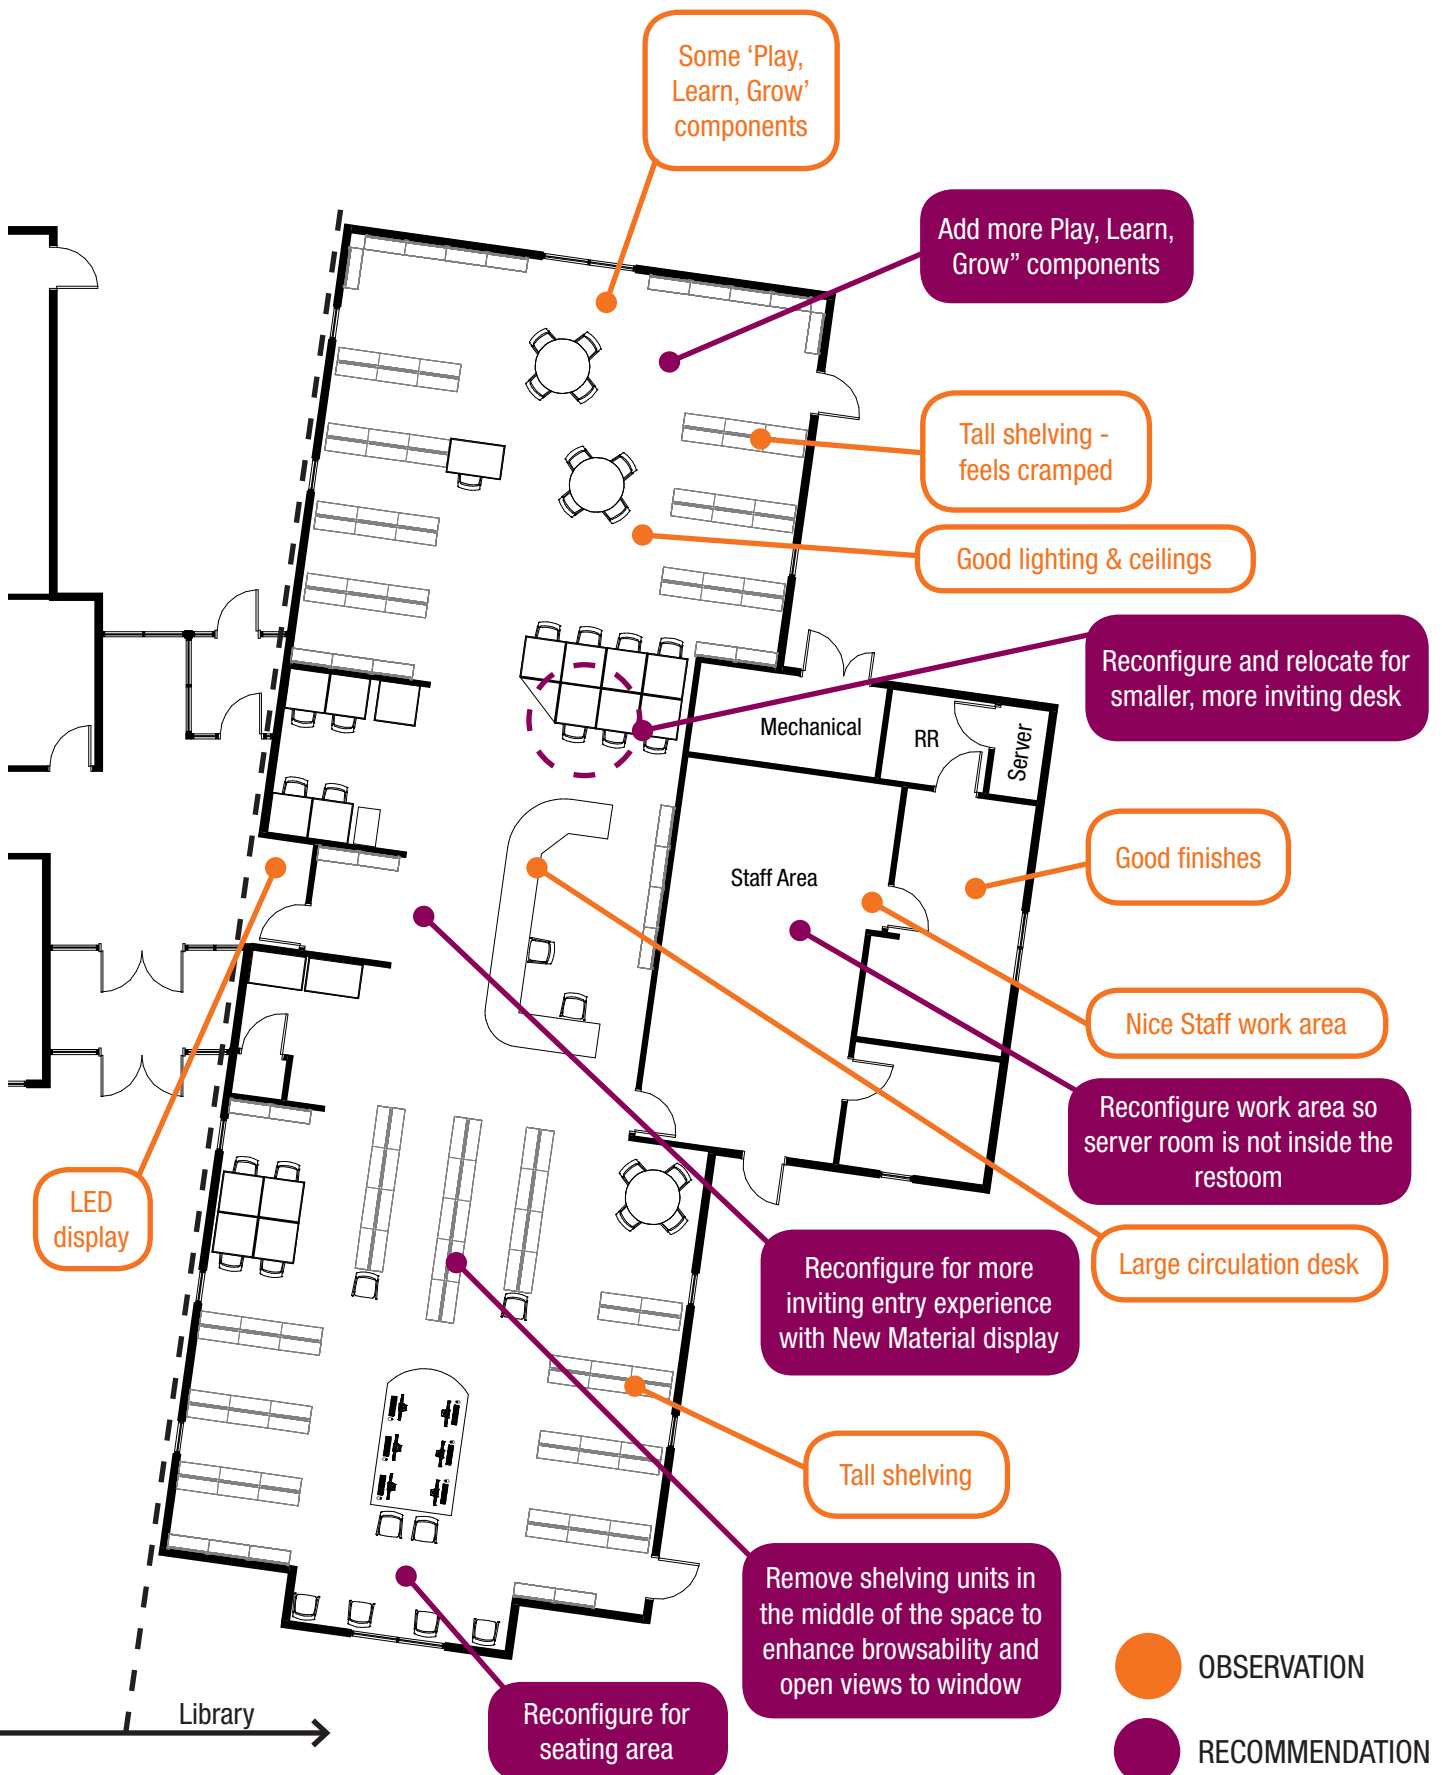 Some ‘Play,
Learn, Grow’
components
Add more Play, Learn,
Grow” components
Tall shelving -
feels cramped
Good lighting & ceilings
Reconfigure and relocate for
smaller, more inviting desk
Mechanical
RR
Server
Good finishes
Staff Area
Nice Staff work area
Reconfigure work area so
server room is not inside the
restoom
LED
display
Large circulation desk
Reconfigure for more
inviting entry experience
with New Material display
Tall shelving
Remove shelving units in
the middle of the space to
enhance browsability and
open views to window
OBSERVATION
Library
Reconfigure for
seating area
RECOMMENDATION